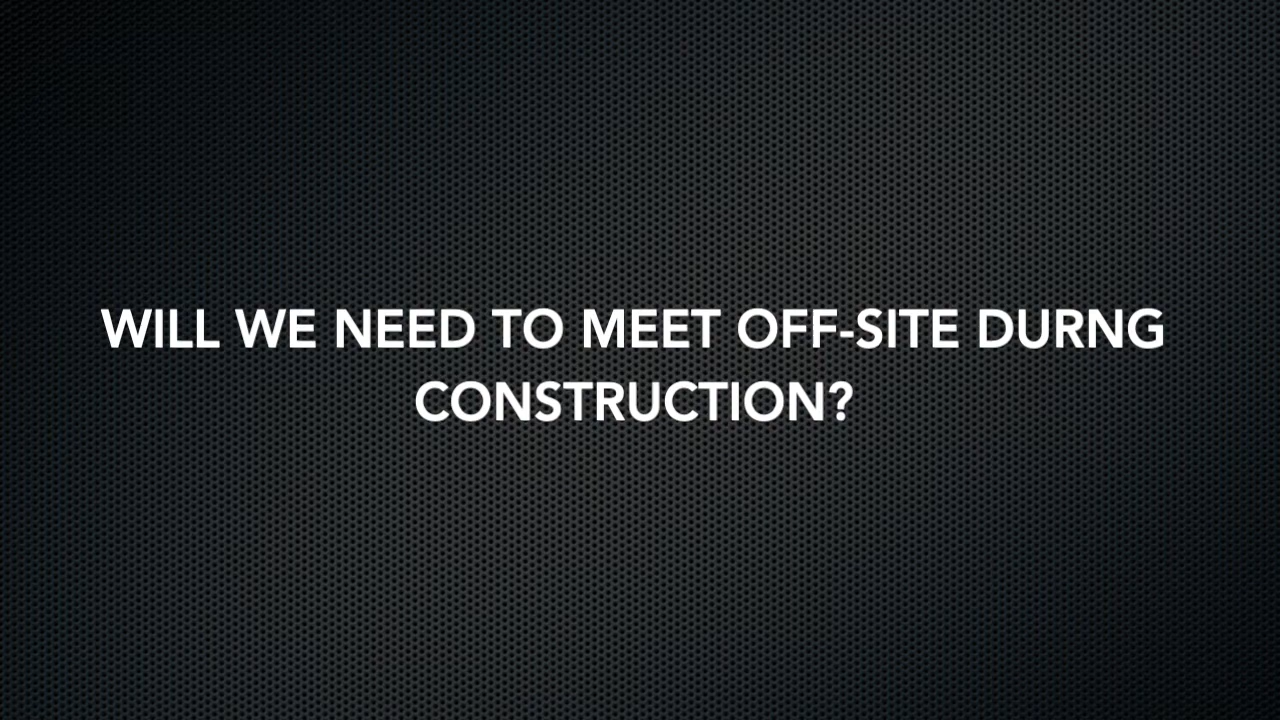 WILL WE NEED TO MEET OFF-SITE DURNG
CONSTRUCTION?